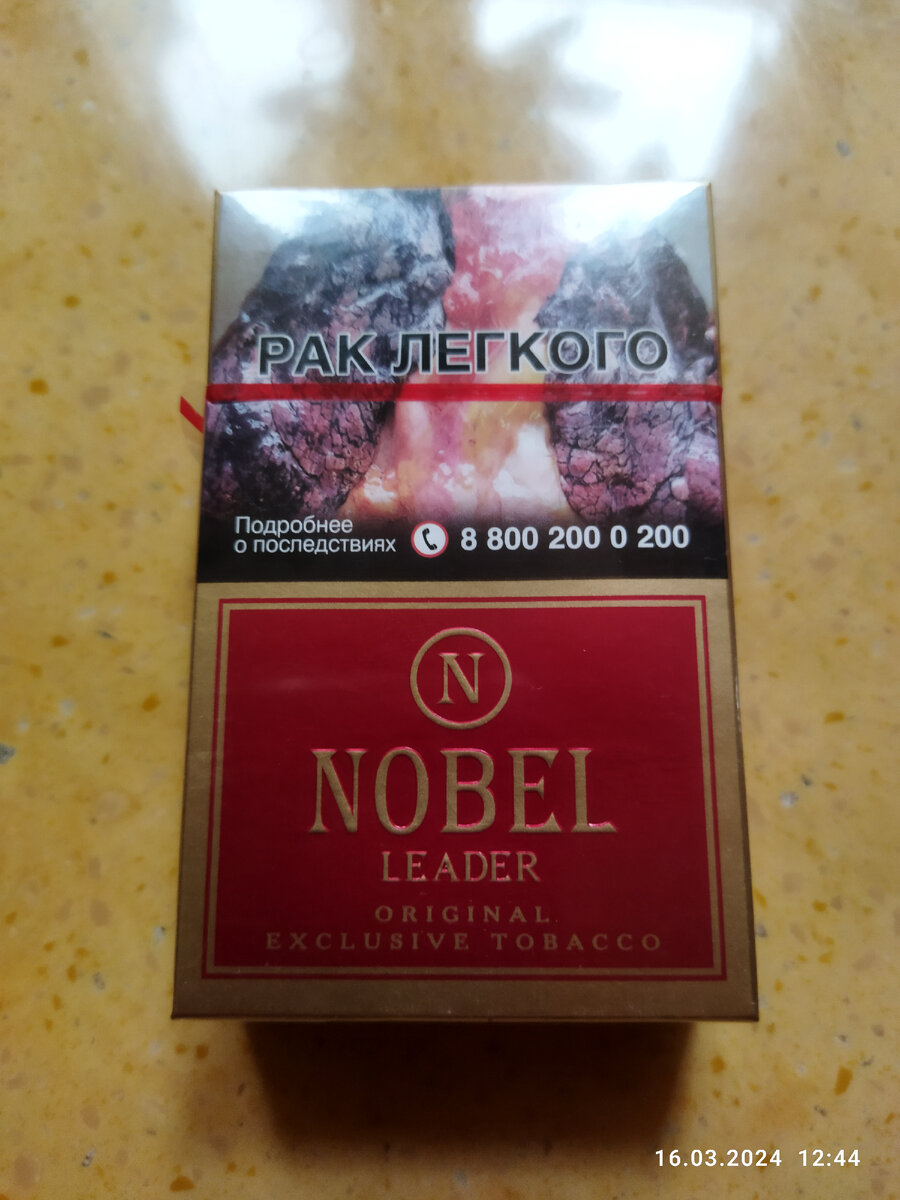 РАК ЛЕГКОГО
Подробнее
о последствиях
8 800 200 0 200
N
NOBEL
LEADER
ORIGINAL
EXCLUSIVE TOBACCO
16.03.2024 12:44